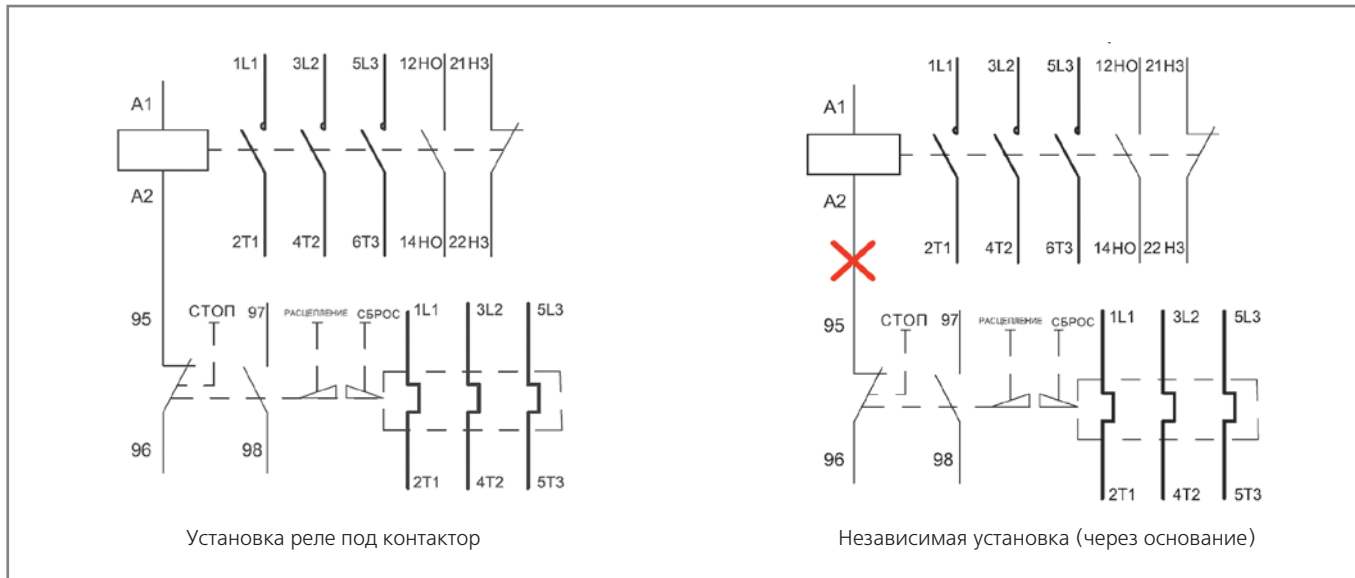 1L1 3L2 5L3 12НО 21НЗ
A1
A2
2T1 4T2 6T3 14НО 22НЗ
95 СТОП 97 РАСЦЕПЛЕНИЕ СБРОС 1L1 3L2 5L3
96 98
2T1 4T2 5T3
Установка реле под контактор
1L1 3L2 5L3 12НО 21НЗ
A1
A2
2T1 4T2 6T3 14НО 22 НЗ
95 СТОП 97 РАСЦЕПЛЕНИЕ СБРОС 1L1 3L2 5L3
96 98
2T1 4T2 5T3
Независимая установка (через основание)